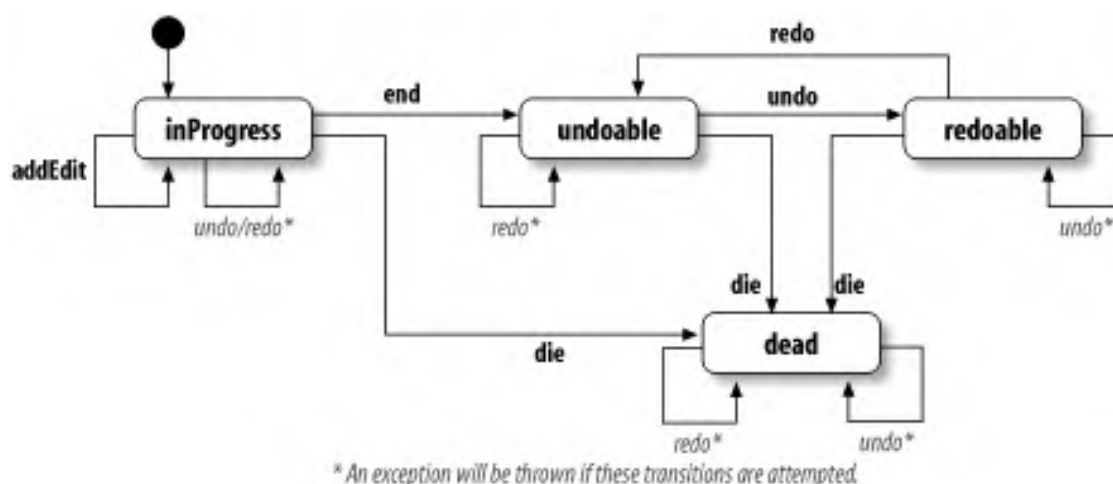 redo
end
undo
inProgress
undoable
redoable
addEdit
undo/redo*
redo*
undo*
die
die
die
dead
redo*
undo*
* An exception will be thrown if these transitions are attempted.